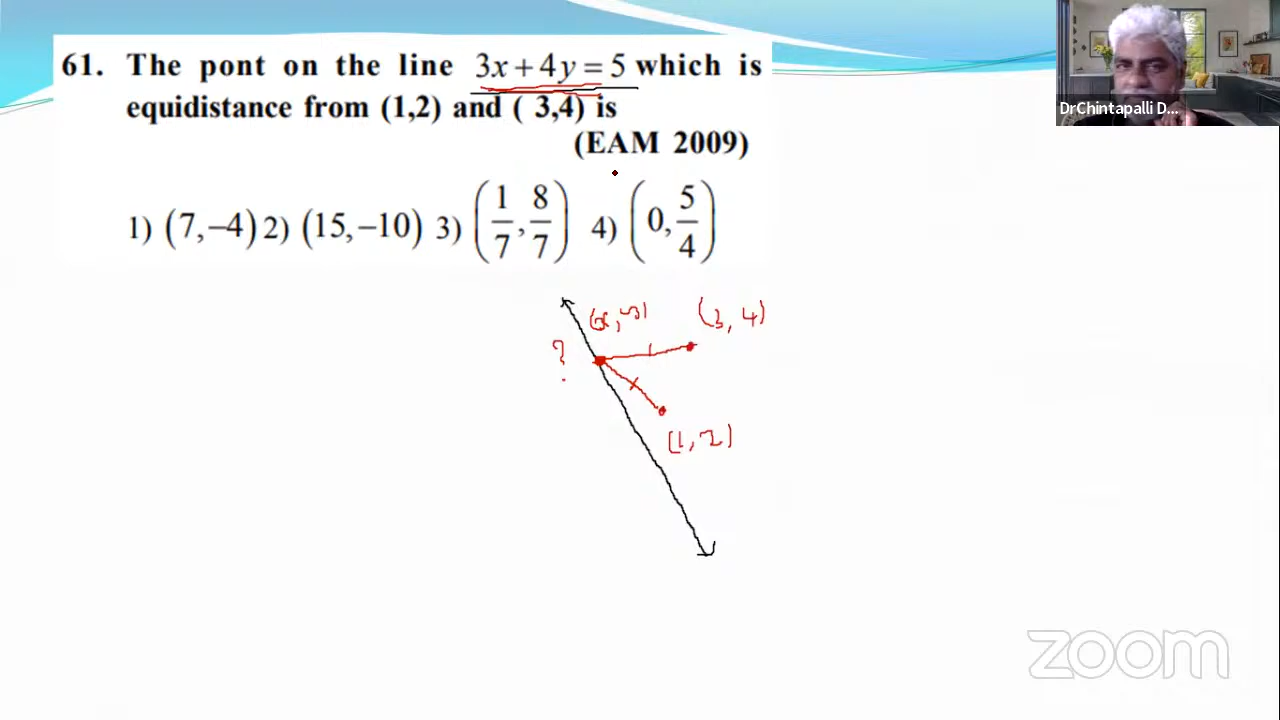 61. The pont on the line 3x + 4y = 5 which is
equidistance from (1,2) and ( 3,4) is
(EAM 2009)
1) (7,−4) 2) (15,−10) 3) (1/7, 8/7) 4) (0, 5/4)
DrChintapalli D...
(x,y)
(3,4)
?
(1,2)
zoom